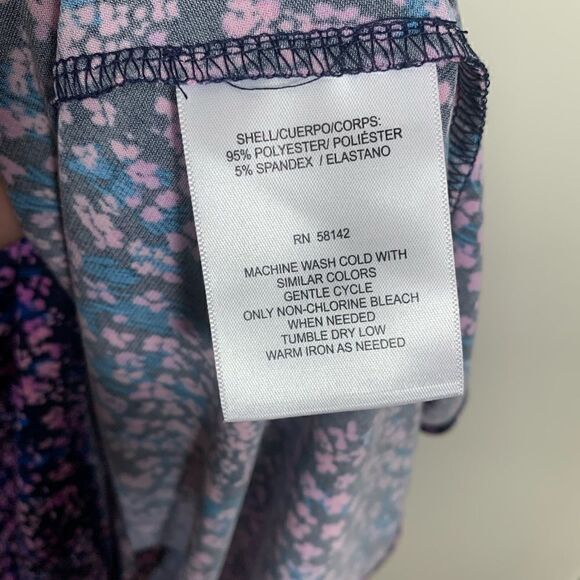 SHELL/CUERPO/CORPS:
95% POLYESTER/ POLIÉSTER
5% SPANDEX / ELASTANO
RN 58142
MACHINE WASH COLD WITH
SIMILAR COLORS
GENTLE CYCLE
ONLY NON-CHLORINE BLEACH
WHEN NEEDED
TUMBLE DRY LOW
WARM IRON AS NEEDED